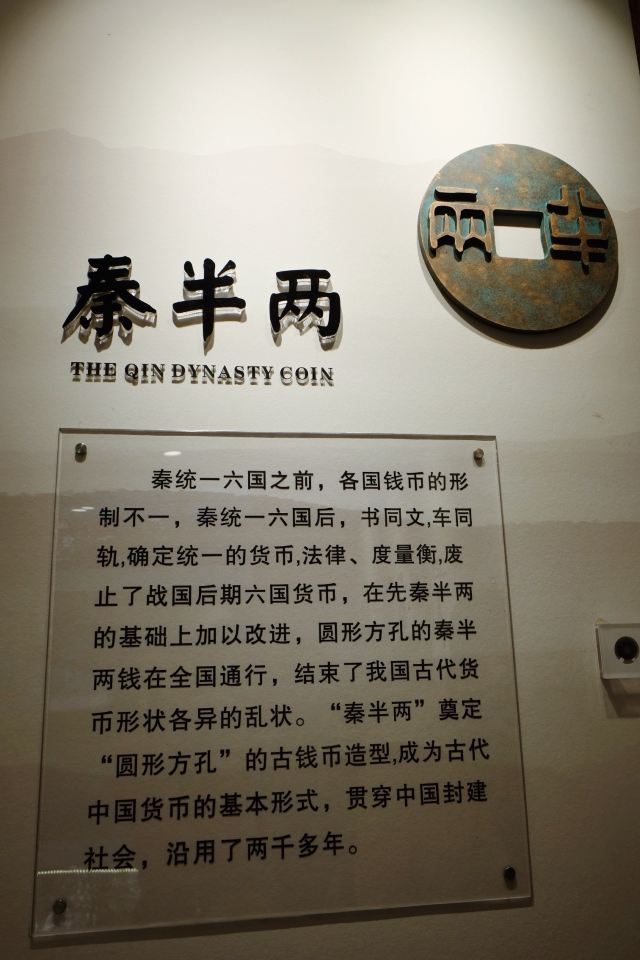 兩半
秦半两
THE QIN DYNASTY COIN
秦统一六国之前，各国钱币的形
制不一，秦统一六国后，书同文,车同
轨,确定统一的货币,法律、度量衡,废
止了战国后期六国货币，在先秦半两
的基础上加以改进，圆形方孔的秦半
两钱在全国通行，结束了我国古代货
币形状各异的乱状。“秦半两”奠定
“圆形方孔”的古钱币造型,成为古代
中国货币的基本形式，贯穿中国封建
社会，沿用了两千多年。